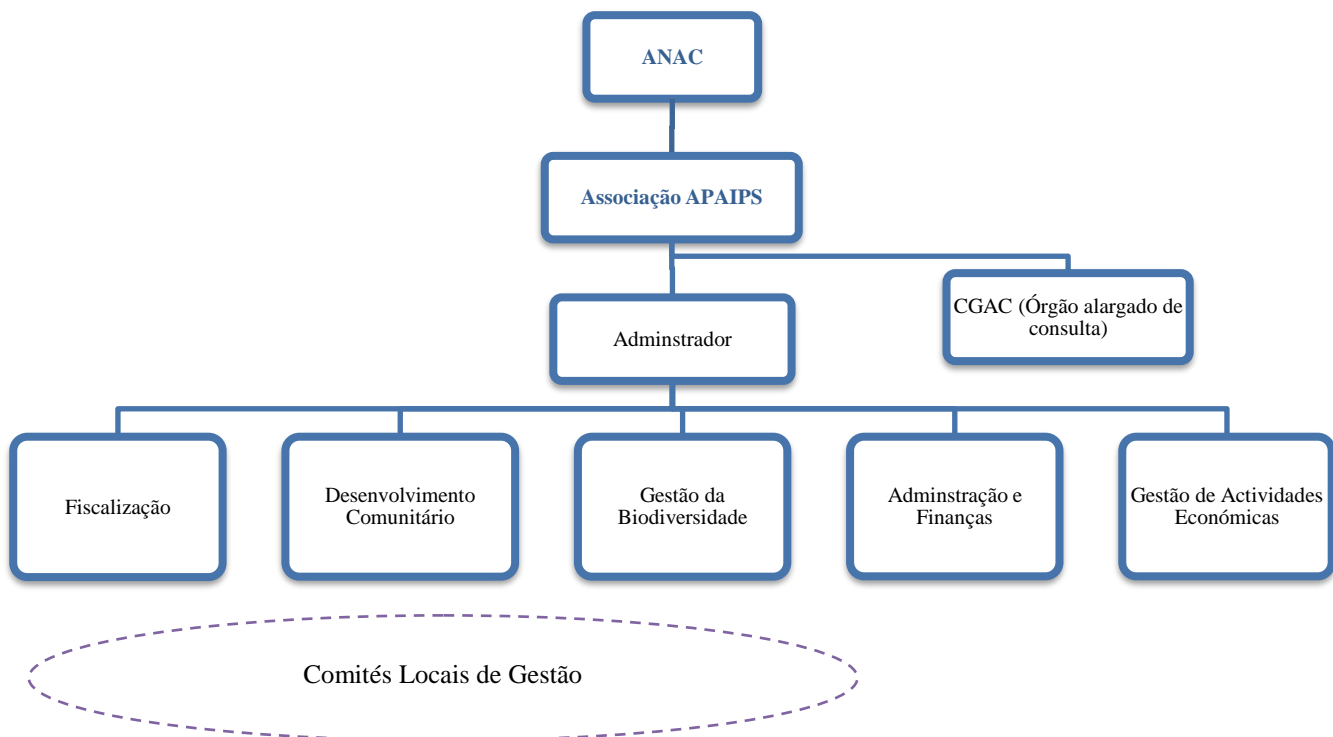 ANAC
Associação APAIPS
CGAC (Órgão alargado de
consulta)
Adminstrador
Fiscalização
Desenvolvimento
Comunitário
Gestão da
Biodiversidade
Adminstração e
Finanças
Gestão de Actividades
Económicas
Comités Locais de Gestão